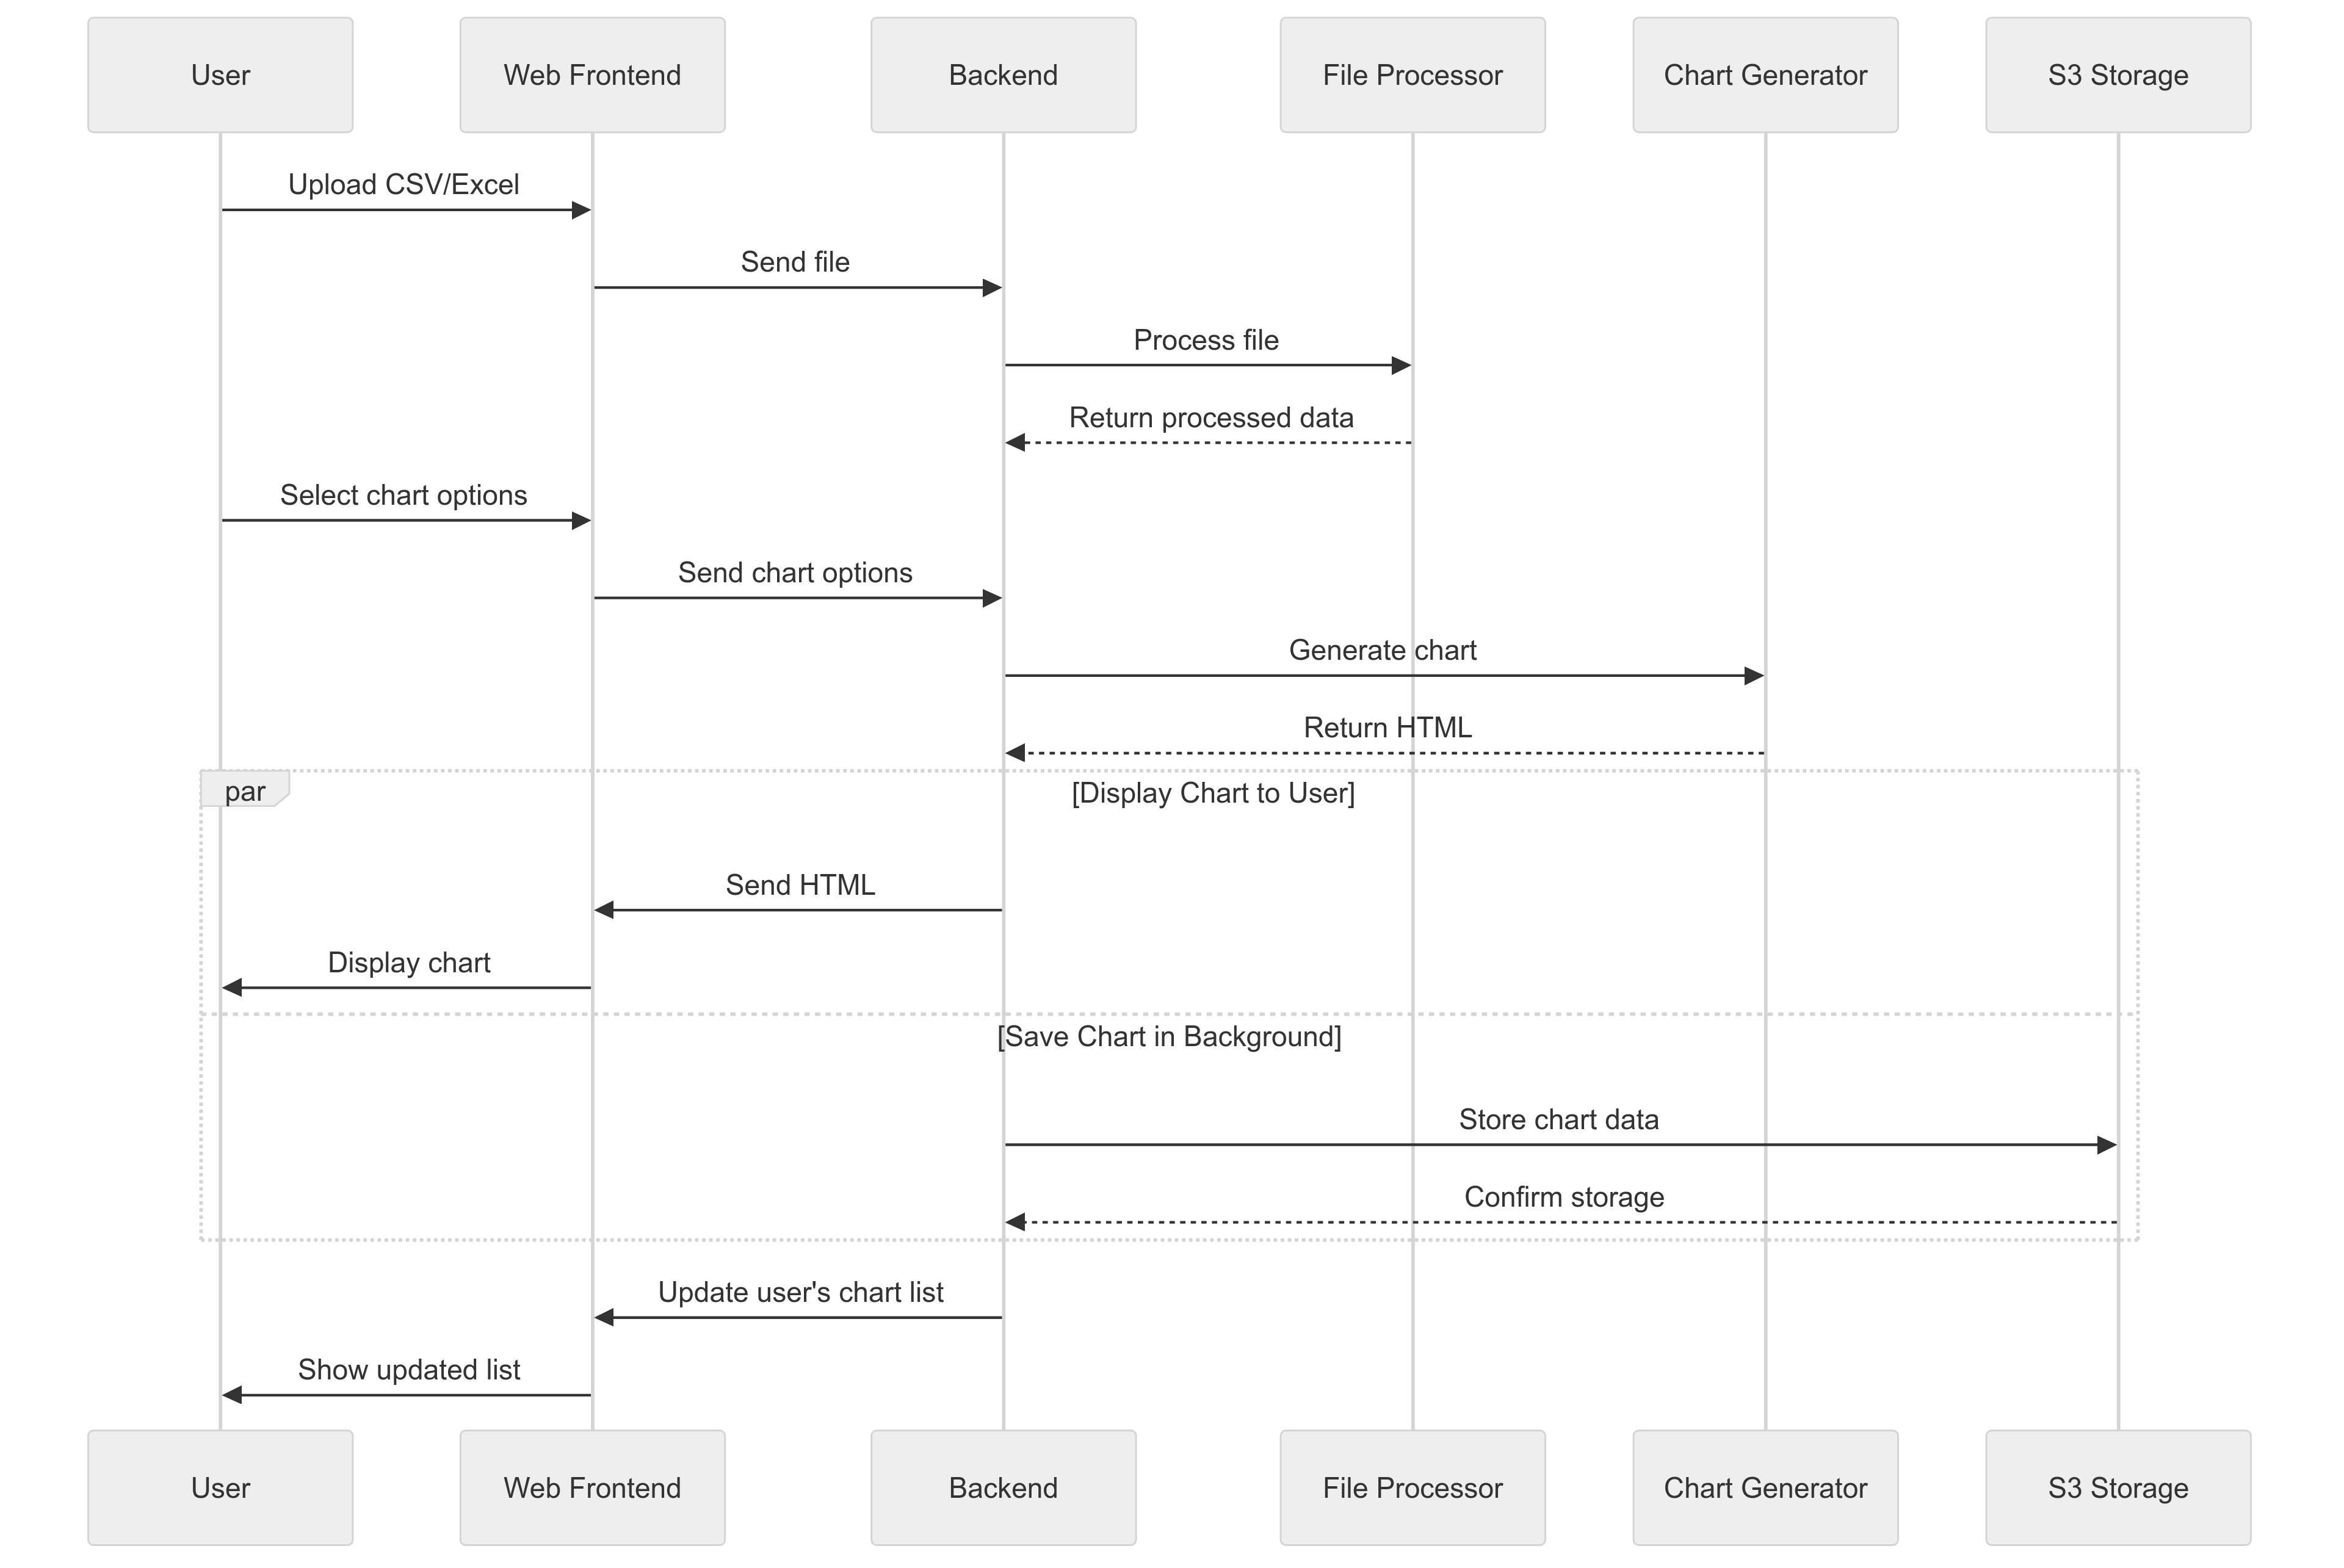 User
Web Frontend
Backend
File Processor
Chart Generator
S3 Storage
Upload CSV/Excel
Send file
Process file
Return processed data
Select chart options
Send chart options
Generate chart
Return HTML
par
[Display Chart to User]
Send HTML
Display chart
[Save Chart in Background]
Store chart data
Confirm storage
Update user's chart list
Show updated list
User
Web Frontend
Backend
File Processor
Chart Generator
S3 Storage